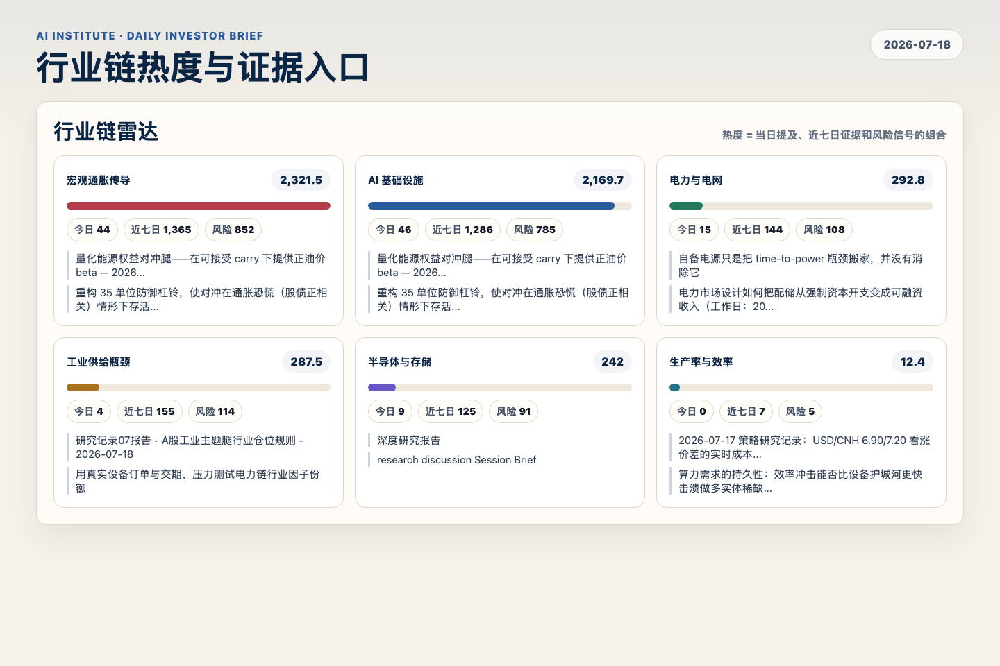 AI INSTITUTE · DAILY INVESTOR BRIEF
行业链热度与证据入口
2026-07-18
行业链雷达
热度 = 当日提及、近七日证据和风险信号的组合
宏观通胀传导
2,321.5
今日 44
近七日 1,365
风险 852
量化能源权益对冲腿——在可接受 carry 下提供正油价
beta — 2026...
重构 35 单位防御杠铃，使对冲在通胀恐慌（股债正相
关）情形下存活...
AI 基础设施
2,169.7
今日 46
近七日 1,286
风险 785
量化能源权益对冲腿——在可接受 carry 下提供正油价
beta — 2026...
重构 35 单位防御杠铃，使对冲在通胀恐慌（股债正相
关）情形下存活...
电力与电网
292.8
今日 15
近七日 144
风险 108
自备电源只是把 time-to-power 瓶颈搬家，并没有消
除它
电力市场设计如何把配储从强制资本开支变成可融资
收入（工作日：20...
工业供给瓶颈
287.5
今日 4
近七日 155
风险 114
研究记录07报告 - A股工业主题腿行业仓位规则 -
2026-07-18
用真实设备订单与交期，压力测试电力链行业因子份
额
半导体与存储
242
今日 9
近七日 125
风险 91
深度研究报告
research discussion Session Brief
生产率与效率
12.4
今日 0
近七日 7
风险 5
2026-07-17 策略研究记录：USD/CNH 6.90/7.20 看涨
价差的实时成本...
算力需求的持久性：效率冲击能否比设备护城河更快
击溃做多实体稀缺...